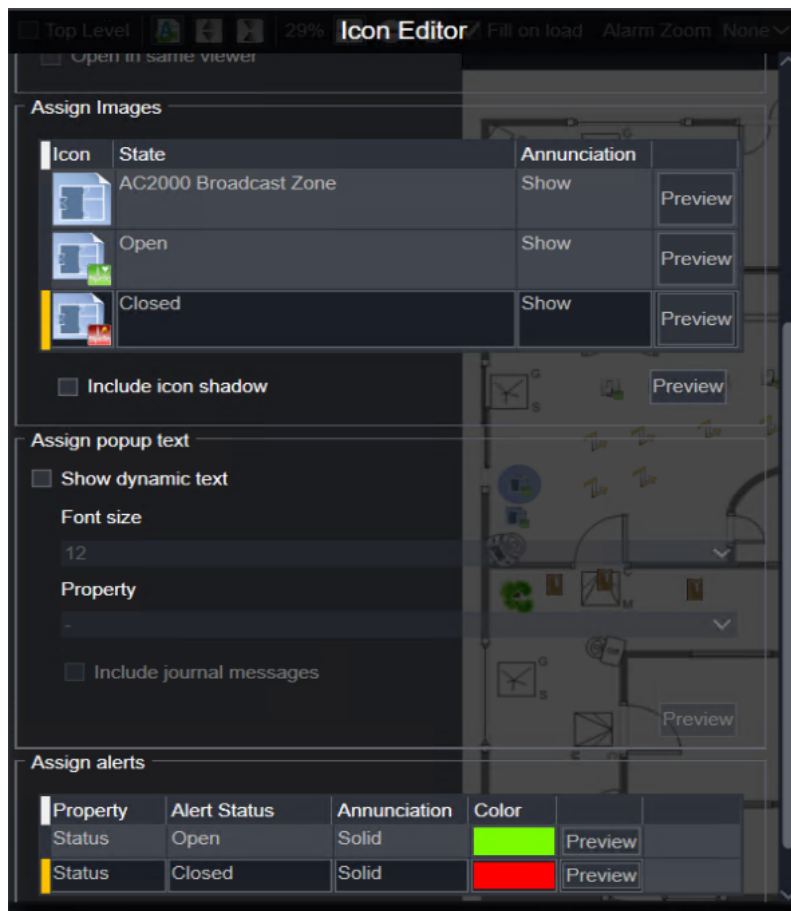 Icon Editor
Top Level 29% Fill on load Alarm Zoom None
Open in same viewer
Assign Images
Icon State Annunciation
AC2000 Broadcast Zone Show Preview
Open Show Preview
Closed Show Preview
Include icon shadow Preview
Assign popup text
Show dynamic text
Font size
12
Property
-
Include journal messages
Preview
Assign alerts
Property Alert Status Annunciation Color
Status Open Solid Preview
Status Closed Solid Preview
G
S
G
S
C
M
G